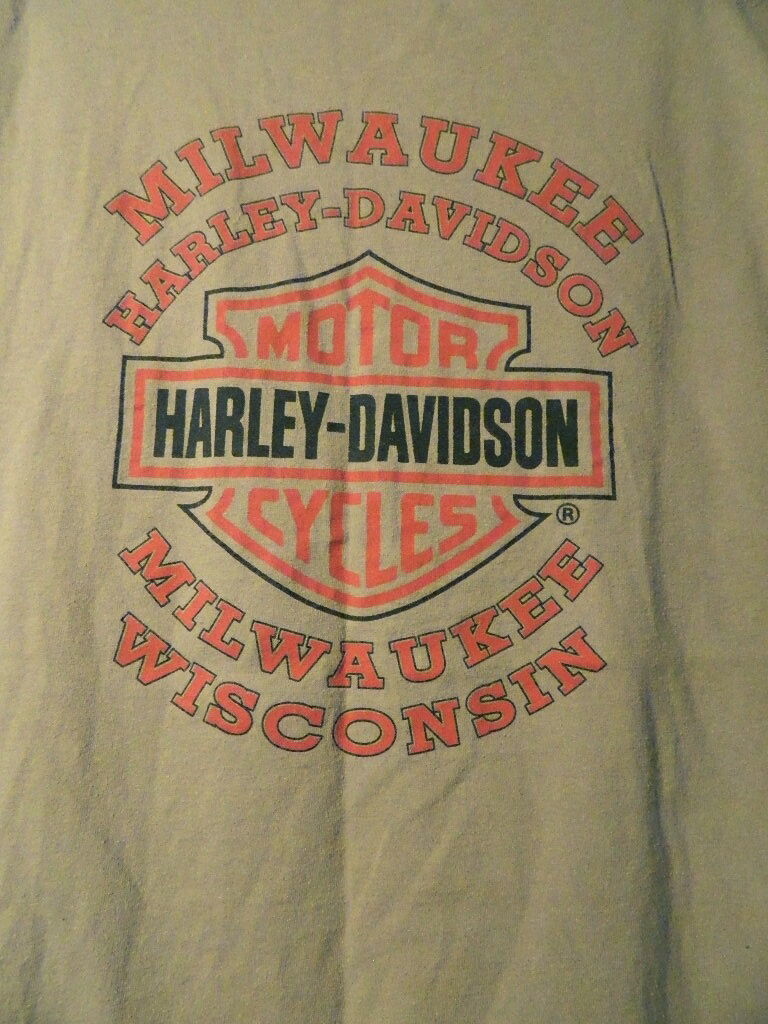 MILWAUKEE
HARLEY-DAVIDSON
MOTOR
HARLEY-DAVIDSON
CYCLES
®
MILWAUKEE
WISCONSIN